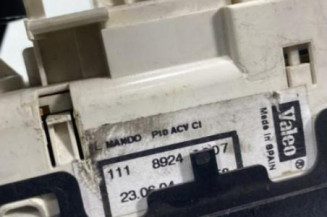 MANDO P10 ACV CI
111 8924
23.06.04
Valeo
Made in SPAIN